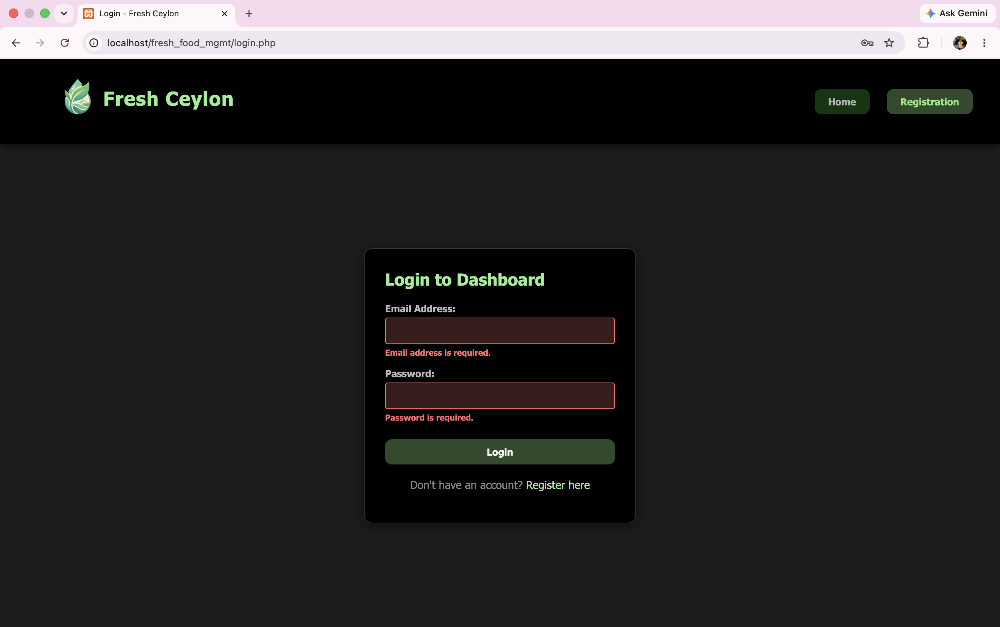 Login - Fresh Ceylon
Ask Gemini
localhost/fresh_food_mgmt/login.php
Fresh Ceylon
Home
Registration
Login to Dashboard
Email Address:
Email address is required.
Password:
Password is required.
Login
Don't have an account? Register here